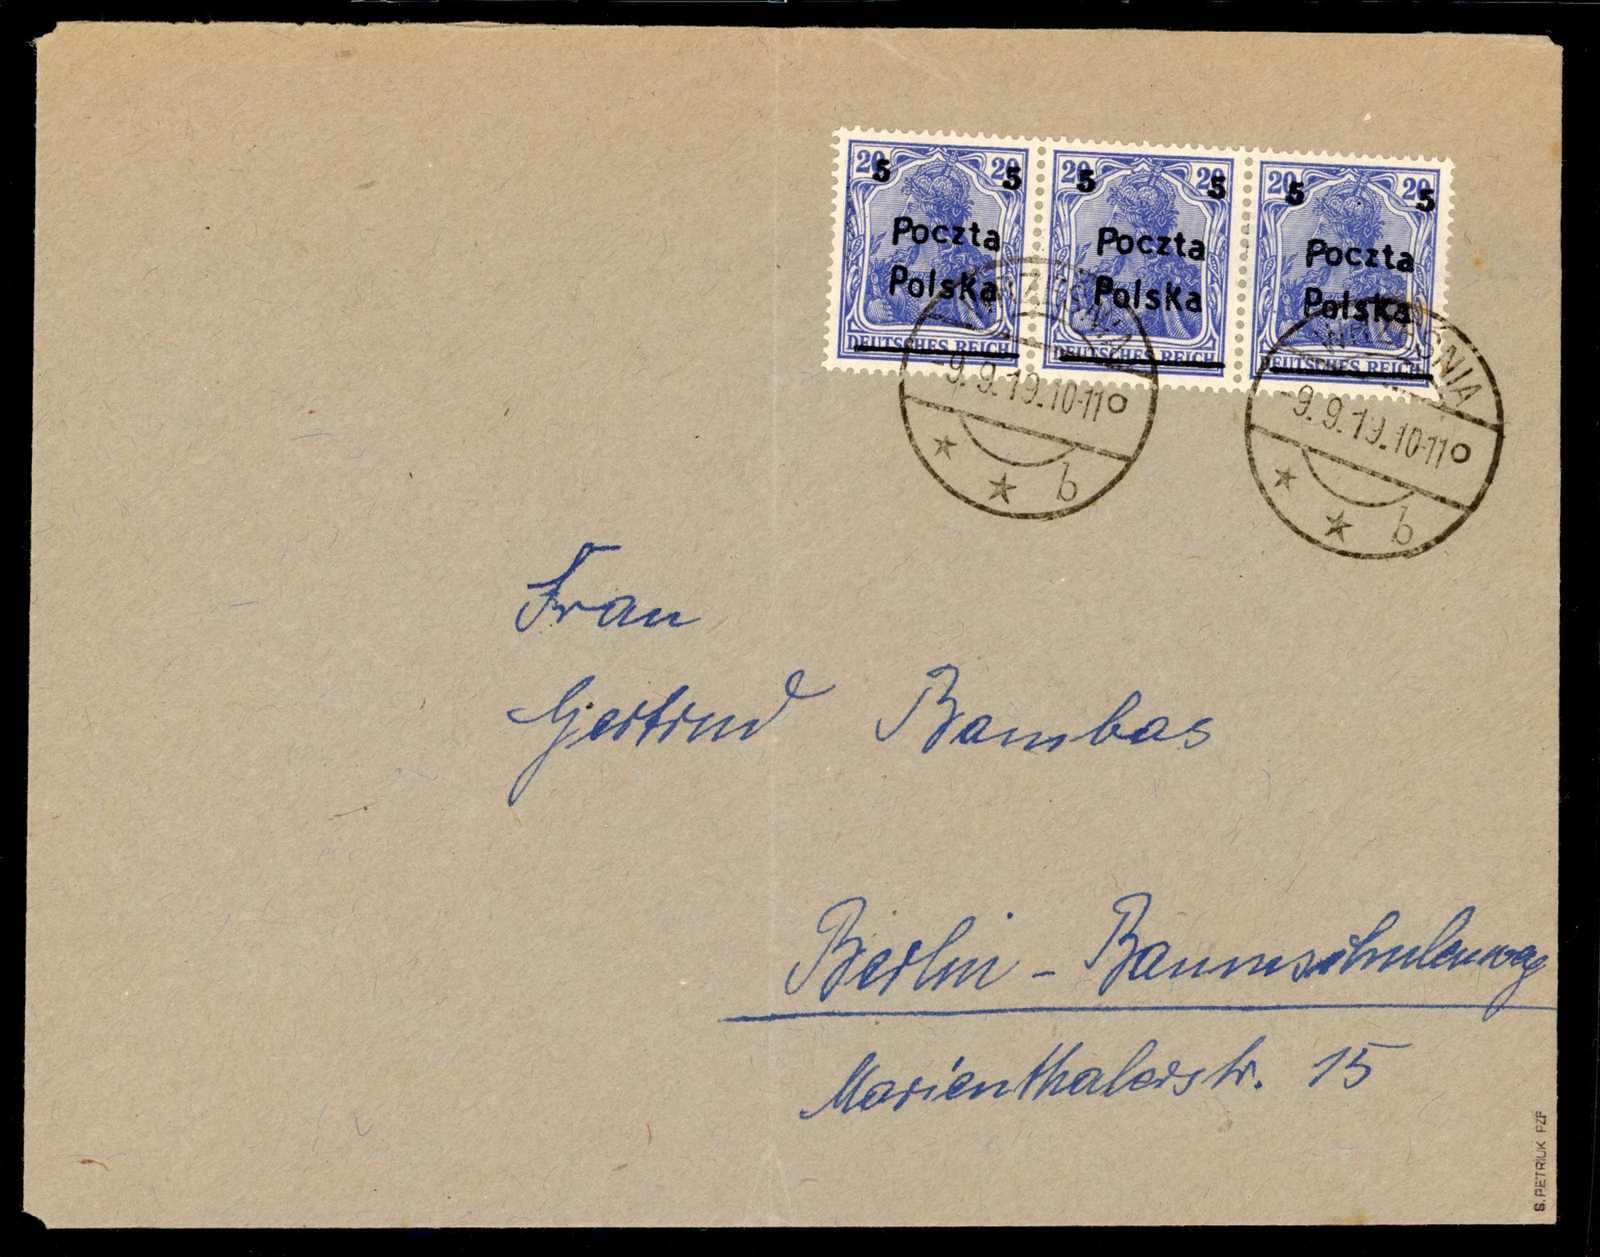 20 5 20 5 20 5 20 5 20 5 20 5
Poczta Poczta Poczta
Polska Polska Polska
DEUTSCHES REICH DEUTSCHES REICH DEUTSCHES REICH
WRZEŚNIA WRZEŚNIA
9.9.19.10-11 o 9.9.19.10-11 o
b b
Frau
Gertrud Bambas
Berlin - Baumschulenweg
Marienthalerstr. 15
S. PETRIUK PZF